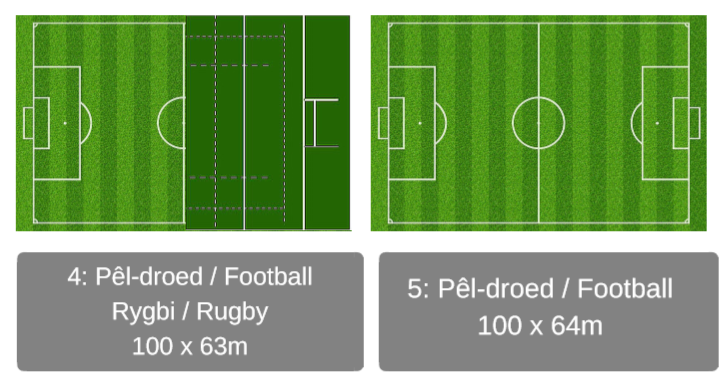 4: Pêl-droed / Football
Rygbi / Rugby
100 x 63m
5: Pêl-droed / Football
100 x 64m